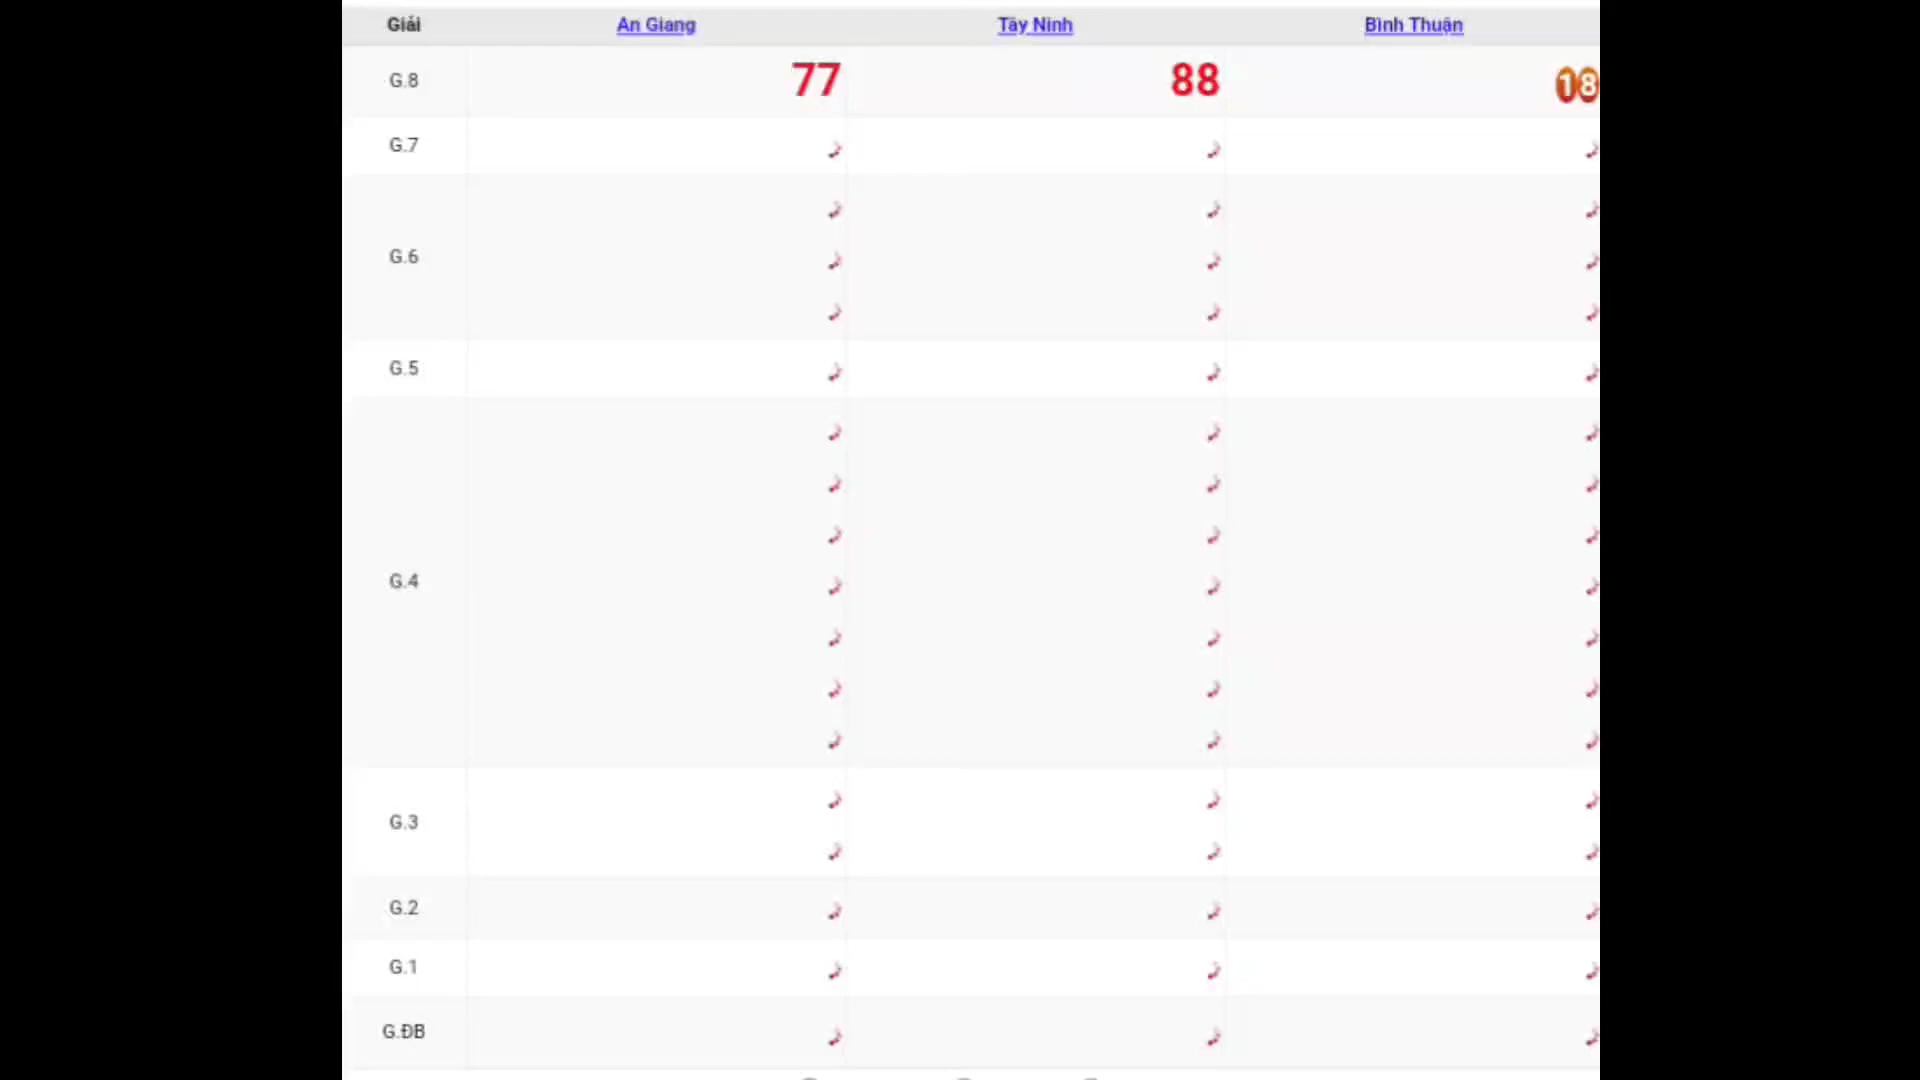 Giải An Giang Tây Ninh Bình Thuận
G.8 77 88 18
G.7
G.6
G.5
G.4
G.3
G.2
G.1
G.ĐB